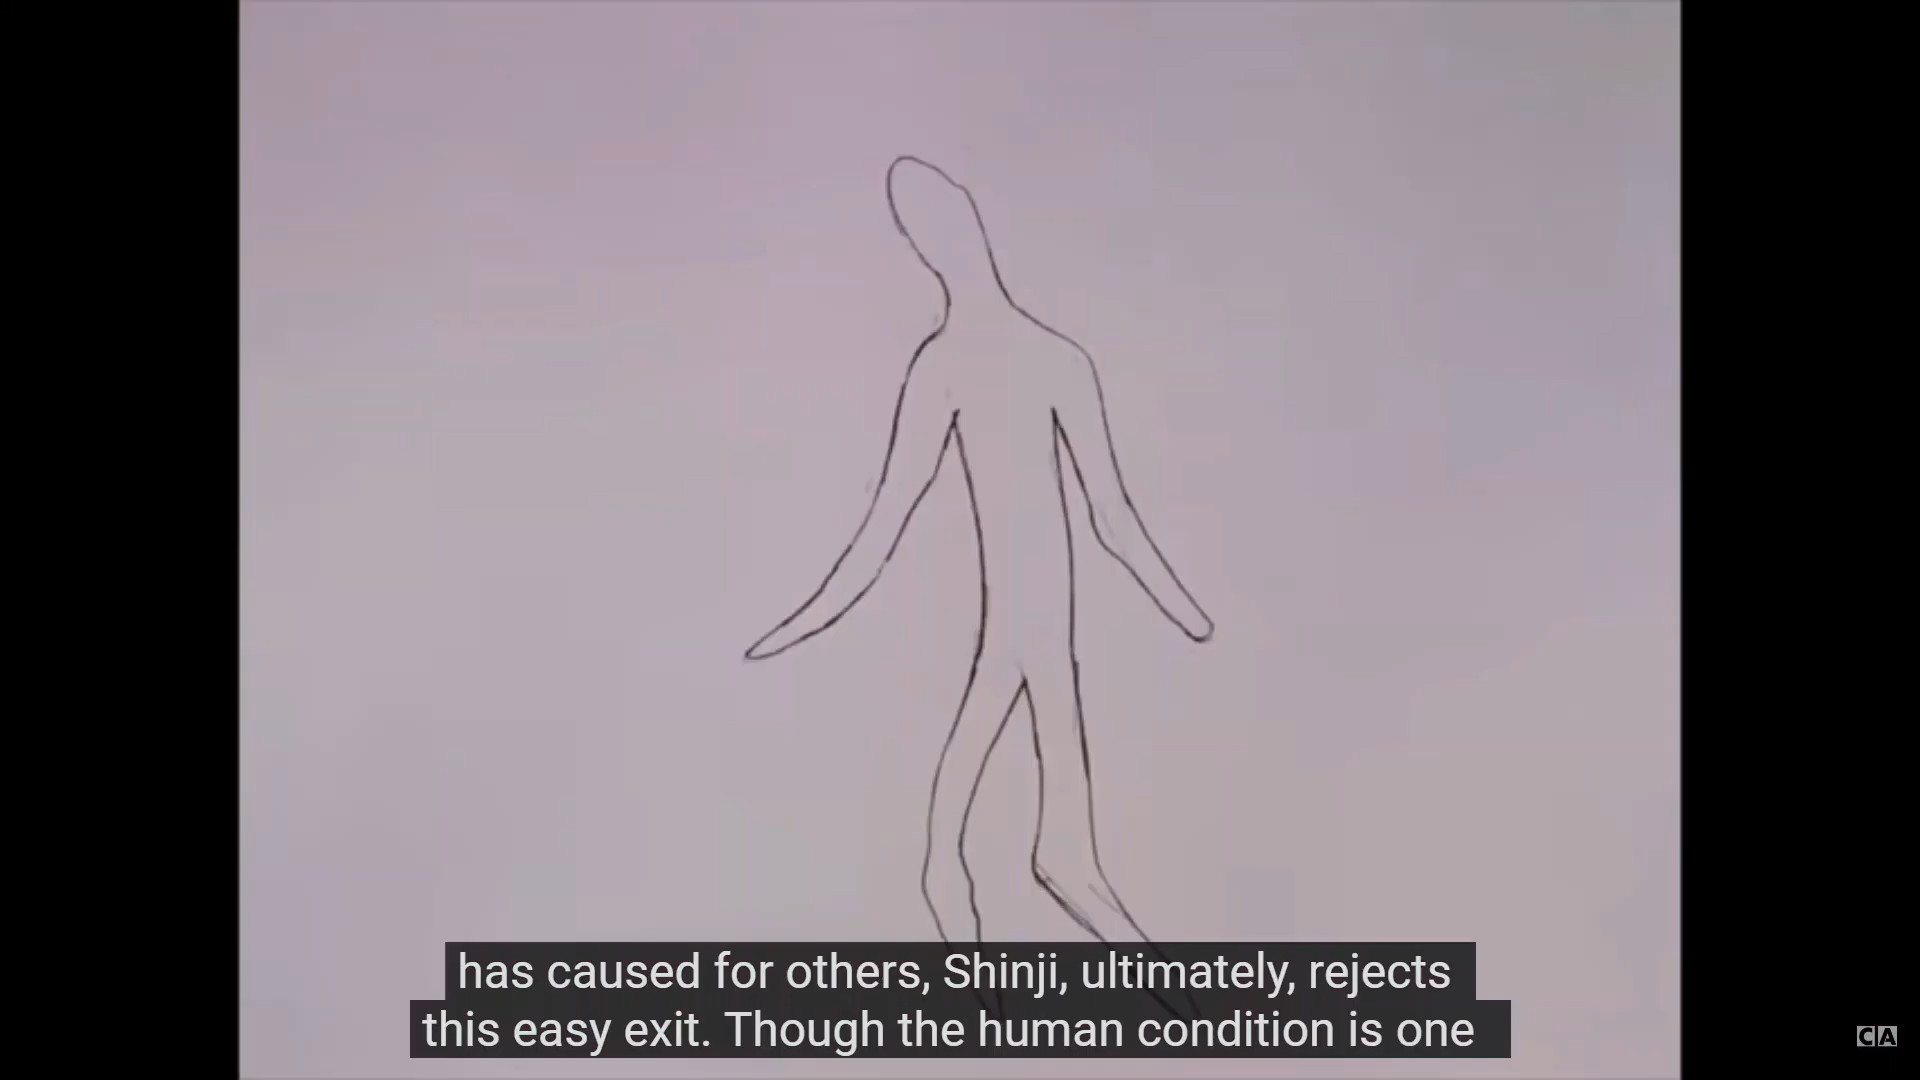 has caused for others, Shinji, ultimately, rejects
this easy exit. Though the human condition is one
CA